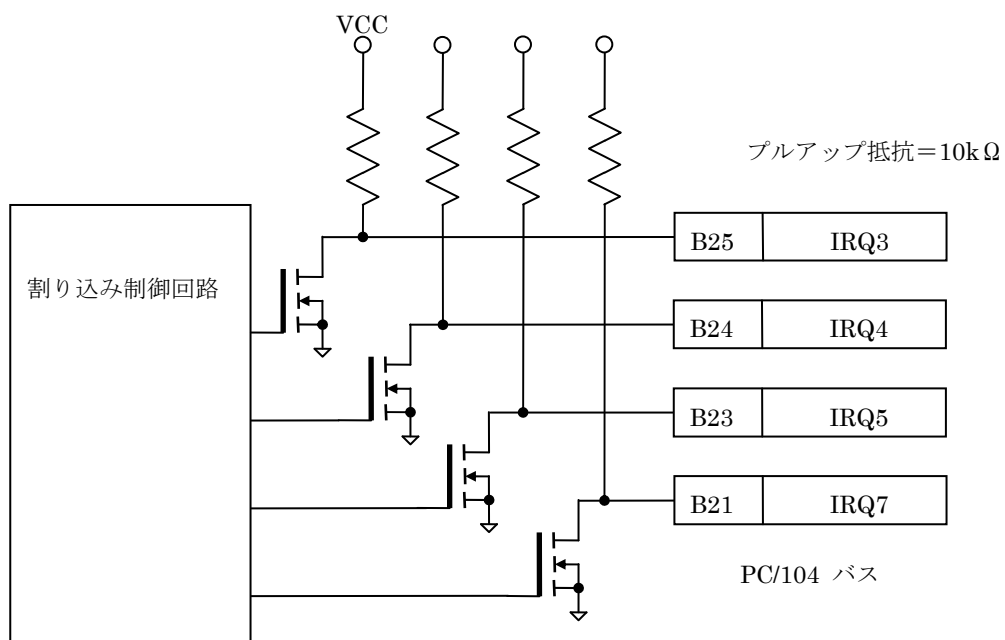 VCC
プルアップ抵抗=10kΩ
B25 IRQ3
割り込み制御回路
B24 IRQ4
B23 IRQ5
B21 IRQ7
PC/104 バス